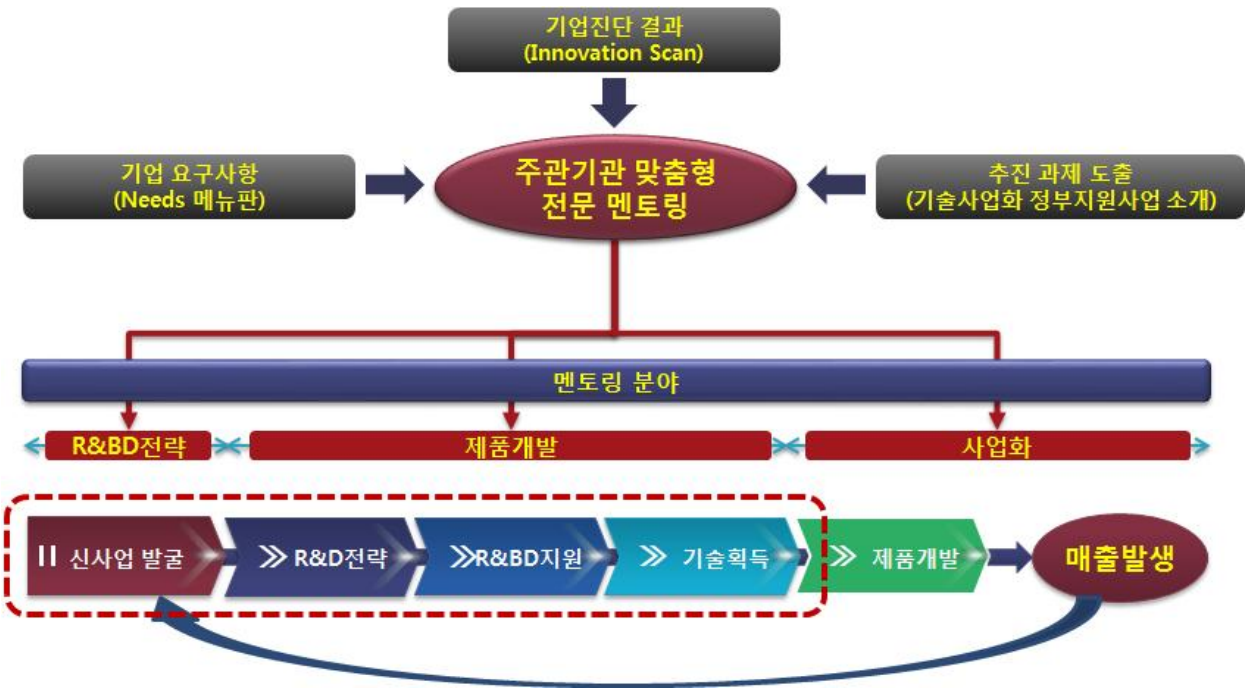 기업진단 결과
(Innovation Scan)
기업 요구사항
(Needs 메뉴판)
주관기관 맞춤형
전문 멘토링
추진 과제 도출
(기술사업화 정부지원사업 소개)
멘토링 분야
R&BD전략
제품개발
사업화
II 신사업 발굴
≫ R&D전략
≫R&BD지원
≫ 기술획득
≫ 제품개발
매출발생